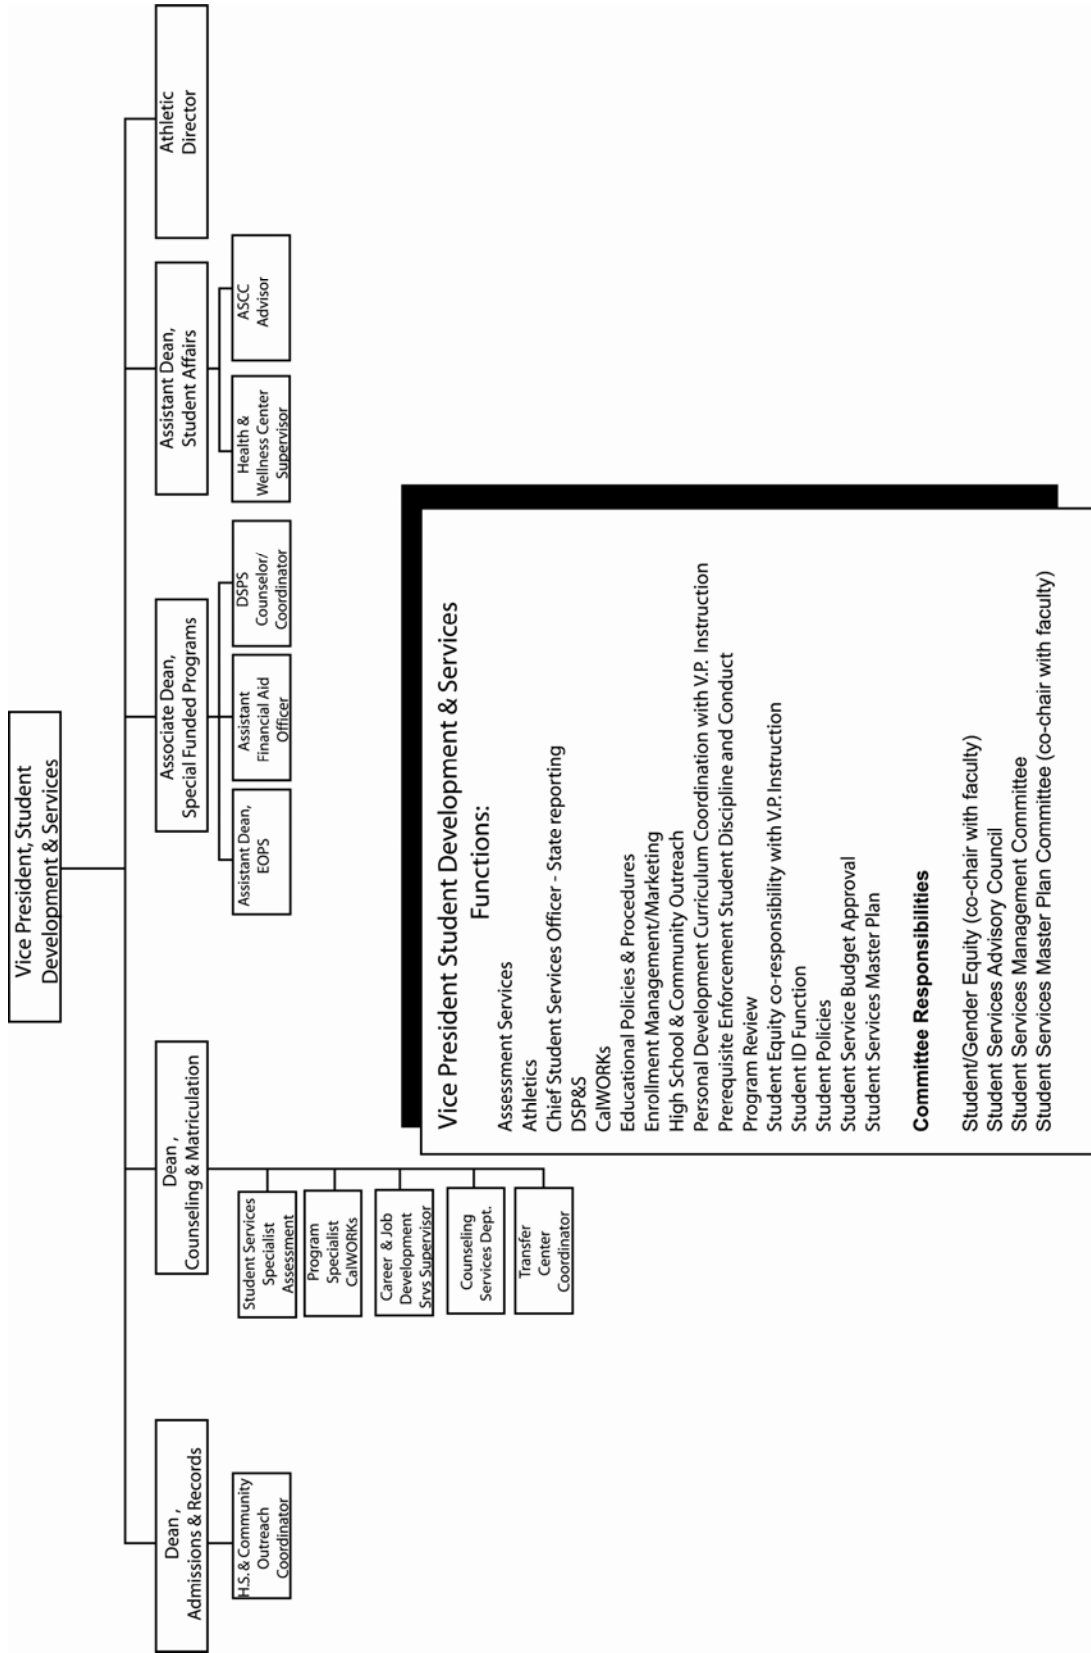 Vice President, Student
Development & Services
Dean ,
Admissions & Records
H.S. & Community
Outreach
Coordinator
Dean ,
Counseling & Matriculation
Student Services
Specialist
Assessment
Program
Specialist
CalWORKs
Career & Job
Development
Srvs Supervisor
Counseling
Services Dept.
Transfer
Center
Coordinator
Associate Dean,
Special Funded Programs
Assistant Dean,
EOPS
Assistant
Financial Aid
Officer
DSPS
Counselor/
Coordinator
Assistant Dean,
Student Affairs
Health &
Wellness Center
Supervisor
ASCC
Advisor
Athletic
Director
Vice President Student Development & Services
Functions:
Assessment Services
Athletics
Chief Student Services Officer - State reporting
DSP&S
CalWORKs
Educational Policies & Procedures
Enrollment Management/Marketing
High School & Community Outreach
Personal Development Curriculum Coordination with V.P. Instruction
Prerequisite Enforcement Student Discipline and Conduct
Program Review
Student Equity co-responsibility with V.P.Instruction
Student ID Function
Student Policies
Student Service Budget Approval
Student Services Master Plan
Committee Responsibilities
Student/Gender Equity (co-chair with faculty)
Student Services Advisory Council
Student Services Management Committee
Student Services Master Plan Committee (co-chair with faculty)